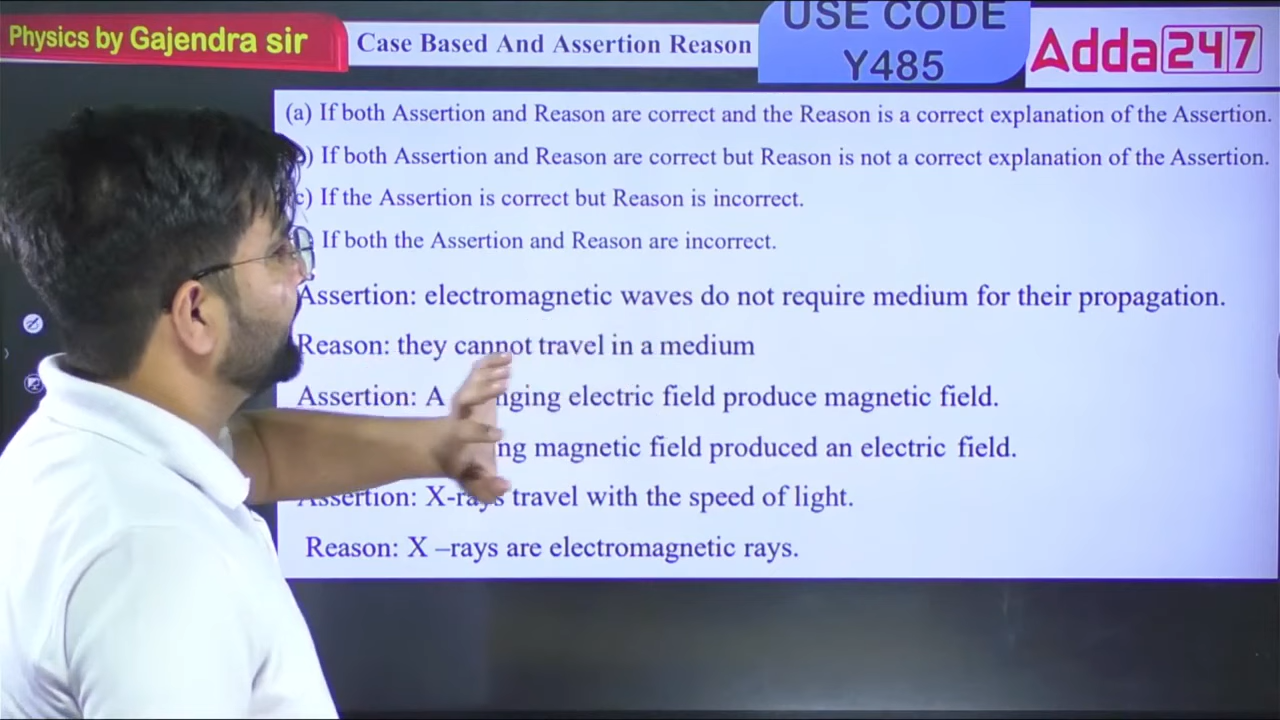 Physics by Gajendra sir
Case Based And Assertion Reason
USE CODE
Y485
Adda247
(a) If both Assertion and Reason are correct and the Reason is a correct explanation of the Assertion.
) If both Assertion and Reason are correct but Reason is not a correct explanation of the Assertion.
c) If the Assertion is correct but Reason is incorrect.
If both the Assertion and Reason are incorrect.
Assertion: electromagnetic waves do not require medium for their propagation.
Reason: they cannot travel in a medium
Assertion: A nging electric field produce magnetic field.
ng magnetic field produced an electric field.
Assertion: X-rays travel with the speed of light.
Reason: X –rays are electromagnetic rays.